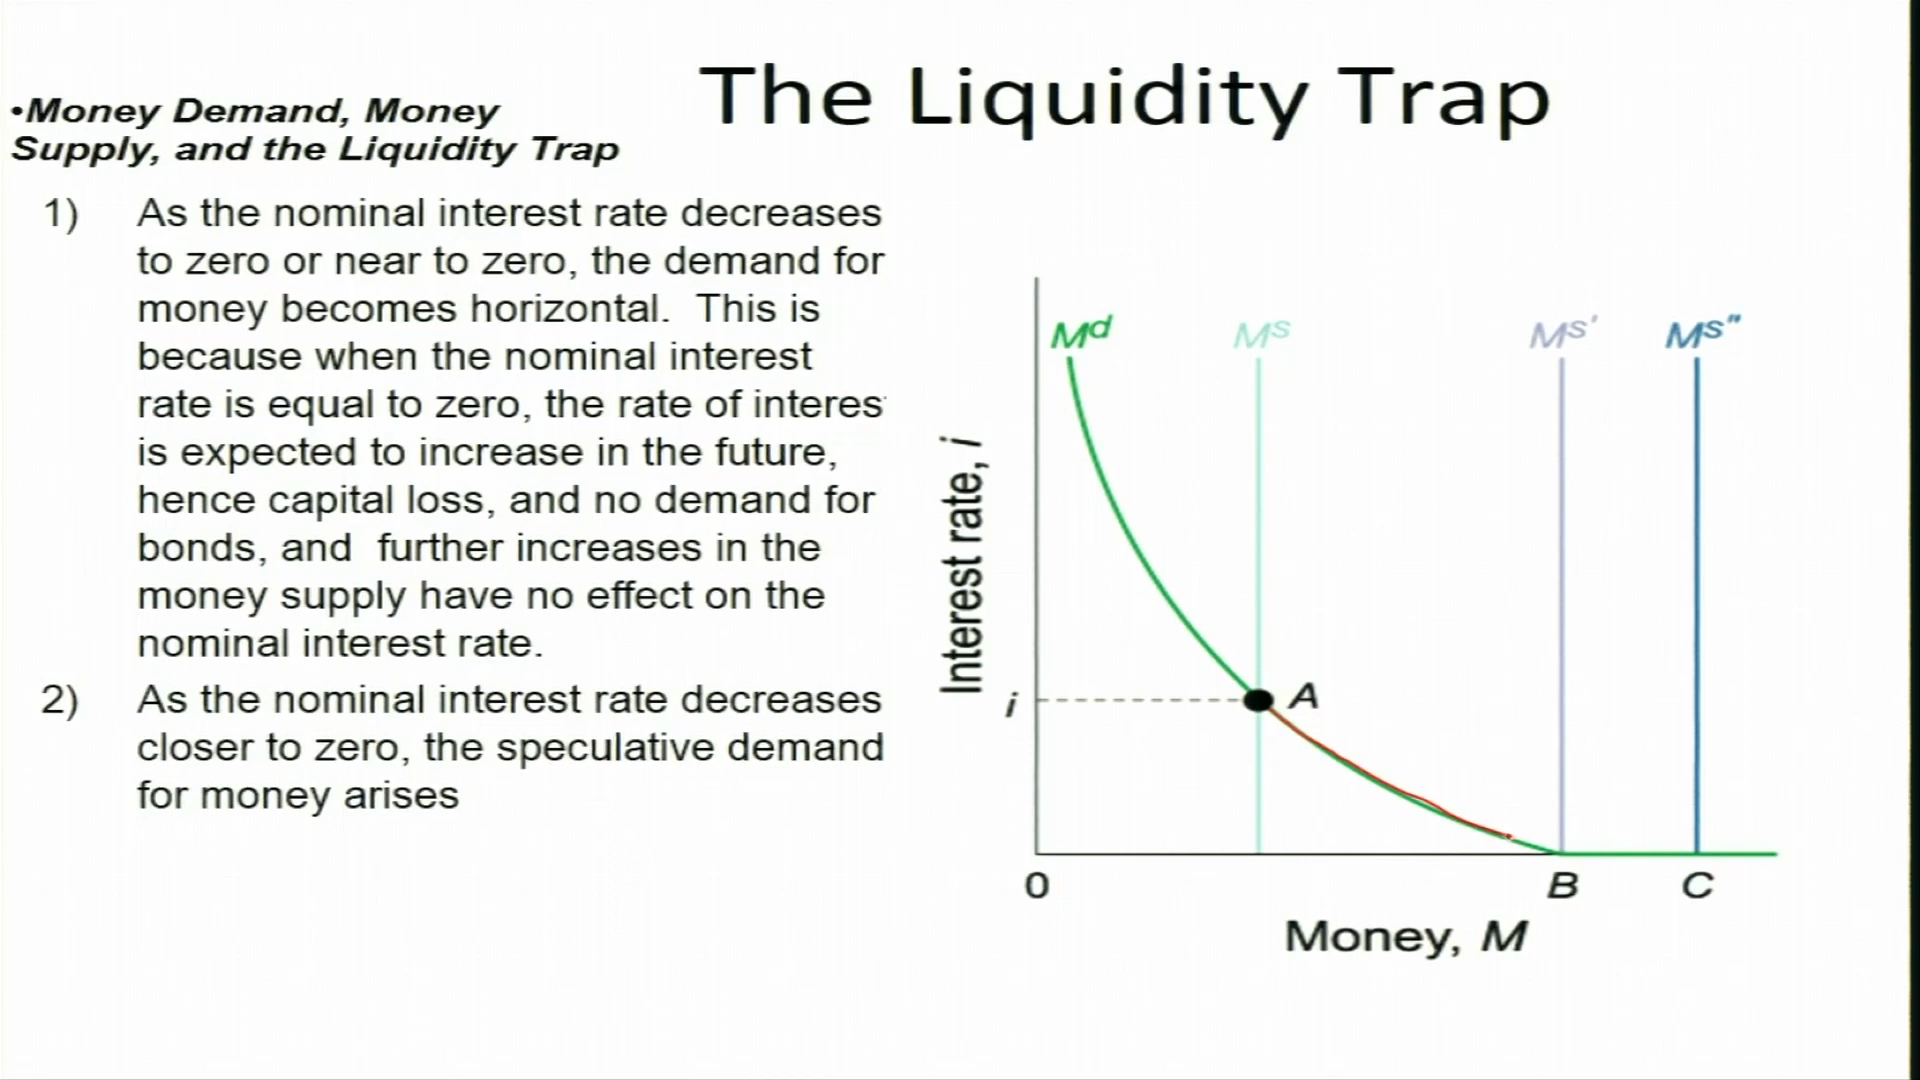 The Liquidity Trap
•Money Demand, Money
Supply, and the Liquidity Trap
1) As the nominal interest rate decreases
to zero or near to zero, the demand for
money becomes horizontal. This is
because when the nominal interest
rate is equal to zero, the rate of interes
is expected to increase in the future,
hence capital loss, and no demand for
bonds, and further increases in the
money supply have no effect on the
nominal interest rate.
2) As the nominal interest rate decreases
closer to zero, the speculative demand
for money arises
Mᵈ Mˢ Mˢ′ Mˢ″
Interest rate, i
i A
0 B C
Money, M